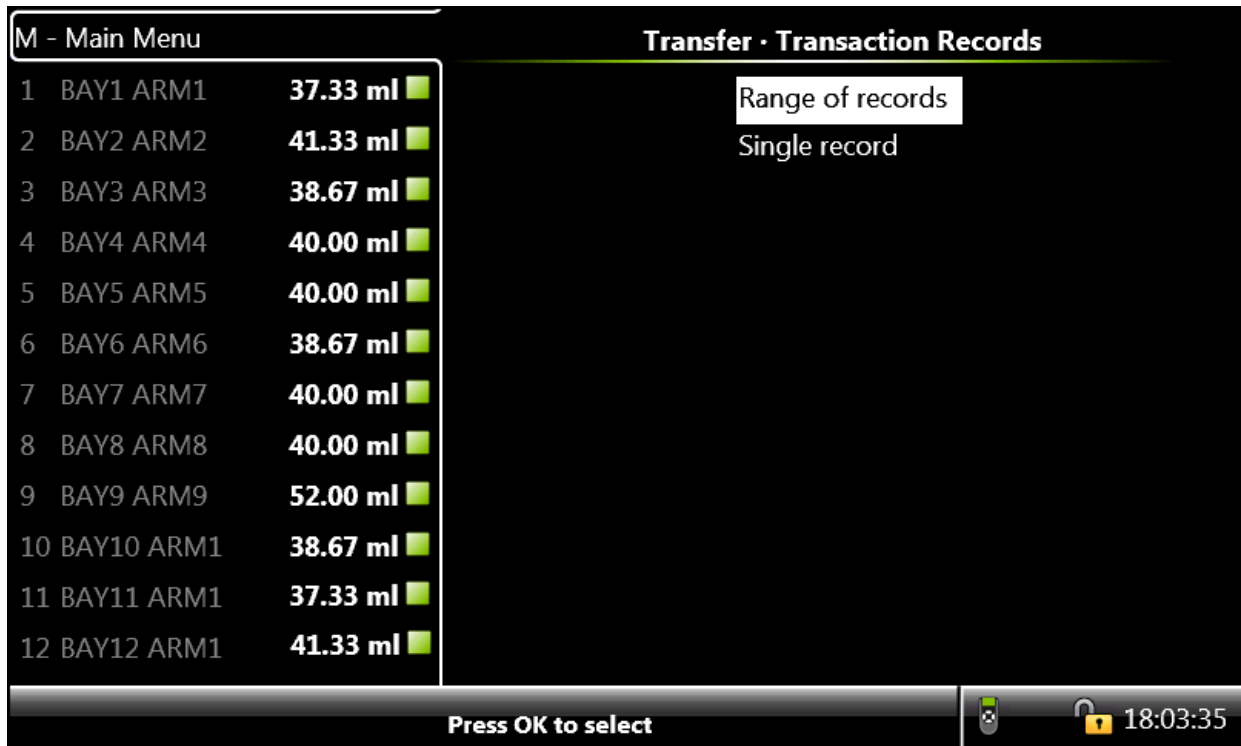 M - Main Menu
1 BAY1 ARM1 37.33 ml
2 BAY2 ARM2 41.33 ml
3 BAY3 ARM3 38.67 ml
4 BAY4 ARM4 40.00 ml
5 BAY5 ARM5 40.00 ml
6 BAY6 ARM6 38.67 ml
7 BAY7 ARM7 40.00 ml
8 BAY8 ARM8 40.00 ml
9 BAY9 ARM9 52.00 ml
10 BAY10 ARM1 38.67 ml
11 BAY11 ARM1 37.33 ml
12 BAY12 ARM1 41.33 ml
Transfer · Transaction Records
Range of records
Single record
Press OK to select
18:03:35